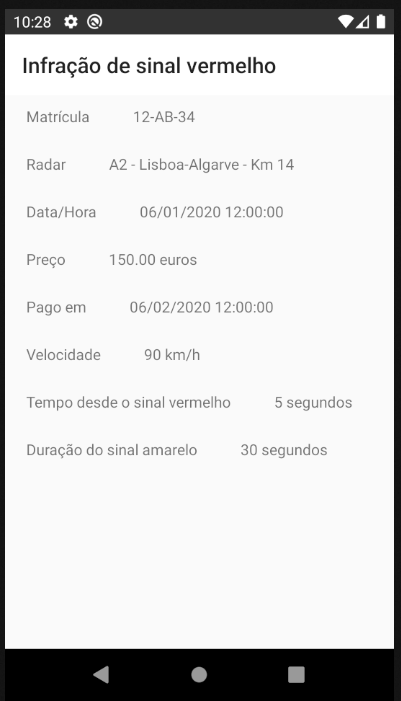 10:28
Infração de sinal vermelho
Matrícula 12-AB-34
Radar A2 - Lisboa-Algarve - Km 14
Data/Hora 06/01/2020 12:00:00
Preço 150.00 euros
Pago em 06/02/2020 12:00:00
Velocidade 90 km/h
Tempo desde o sinal vermelho 5 segundos
Duração do sinal amarelo 30 segundos